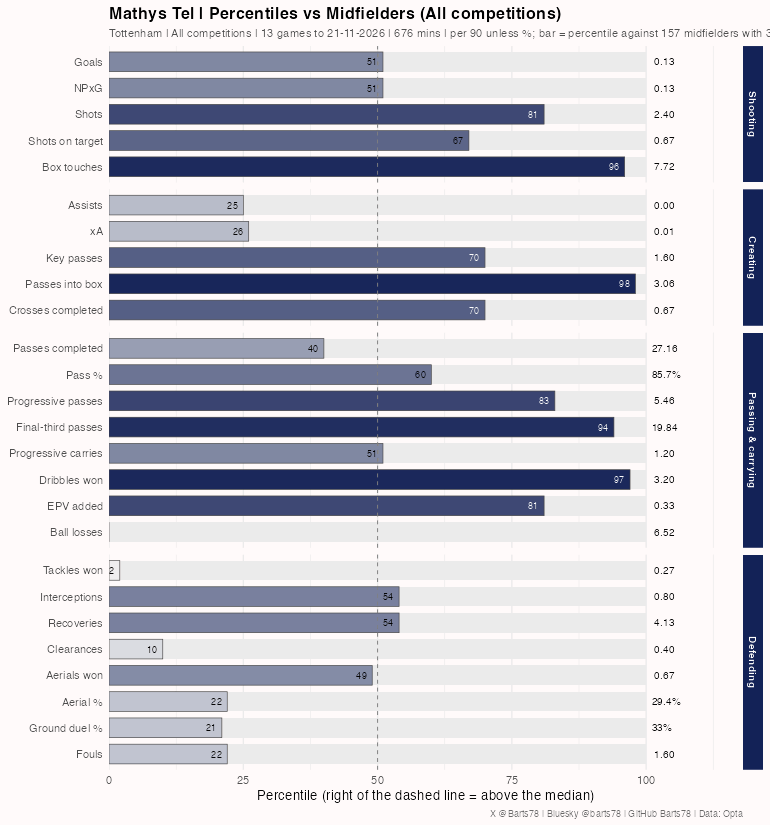 Mathys Tel | Percentiles vs Midfielders (All competitions)
Tottenham | All competitions | 13 games to 21-11-2026 | 676 mins | per 90 unless %; bar = percentile against 157 midfielders with 3
Goals 51 0.13
NPxG 51 0.13
Shots 81 2.40
Shots on target 67 0.67
Box touches 96 7.72
Shooting
Assists 25 0.00
xA 26 0.01
Key passes 70 1.60
Passes into box 98 3.06
Crosses completed 70 0.67
Creating
Passes completed 40 27.16
Pass % 60 85.7%
Progressive passes 83 5.46
Final-third passes 94 19.84
Progressive carries 51 1.20
Dribbles won 97 3.20
EPV added 81 0.33
Ball losses 6.52
Passing & carrying
Tackles won 2 0.27
Interceptions 54 0.80
Recoveries 54 4.13
Clearances 10 0.40
Aerials won 49 0.67
Aerial % 22 29.4%
Ground duel % 21 33%
Fouls 22 1.60
Defending
0 25 50 75 100
Percentile (right of the dashed line = above the median)
X @Barts78 | Bluesky @barts78 | GitHub Barts78 | Data: Opta